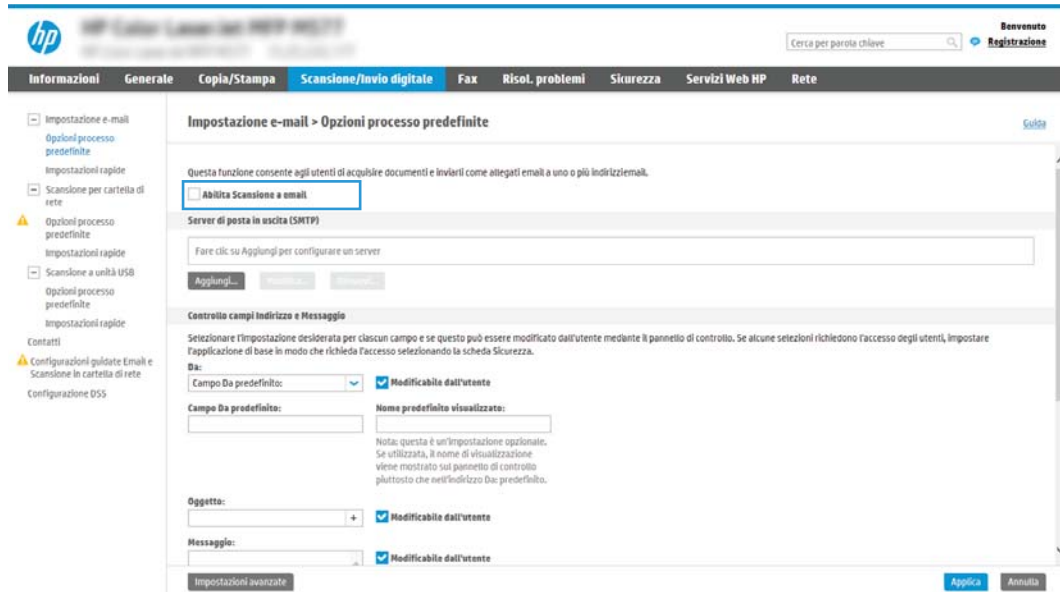 hp
Benvenuto
Cerca per parola chiave
Registrazione
Informazioni Generale Copia/Stampa Scansione/Invio digitale Fax Risol. problemi Sicurezza Servizi Web HP Rete
Impostazione e-mail
Opzioni processo
predefinite
Impostazioni rapide
Scansione per cartella di
rete
Opzioni processo
predefinite
Impostazioni rapide
Scansione a unità USB
Opzioni processo
predefinite
Impostazioni rapide
Contatti
Configurazioni guidate Email e
Scansione in cartella di rete
Configurazione DSS
Impostazione e-mail > Opzioni processo predefinite
Guida
Questa funzione consente agli utenti di acquisire documenti e inviarli come allegati email a uno o più indirizziemail.
Abilita Scansione a email
Server di posta in uscita (SMTP)
Fare clic su Aggiungi per configurare un server
Aggiungi...
Controllo campi Indirizzo e Messaggio
Selezionare l'impostazione desiderata per ciascun campo e se questo può essere modificato dall'utente mediante il pannello di controllo. Se alcune selezioni richiedono l'accesso degli utenti, impostare
l'applicazione di base in modo che richieda l'accesso selezionando la scheda Sicurezza.
Da:
Campo Da predefinito: Modificabile dall'utente
Campo Da predefinito: Nome predefinito visualizzato:
Nota: questa è un'impostazione opzionale.
Se utilizzata, il nome di visualizzazione
viene mostrato sul pannello di controllo
piuttosto che nell'indirizzo Da: predefinito.
Oggetto:
+ Modificabile dall'utente
Messaggio:
Modificabile dall'utente
Impostazioni avanzate Applica Annulla